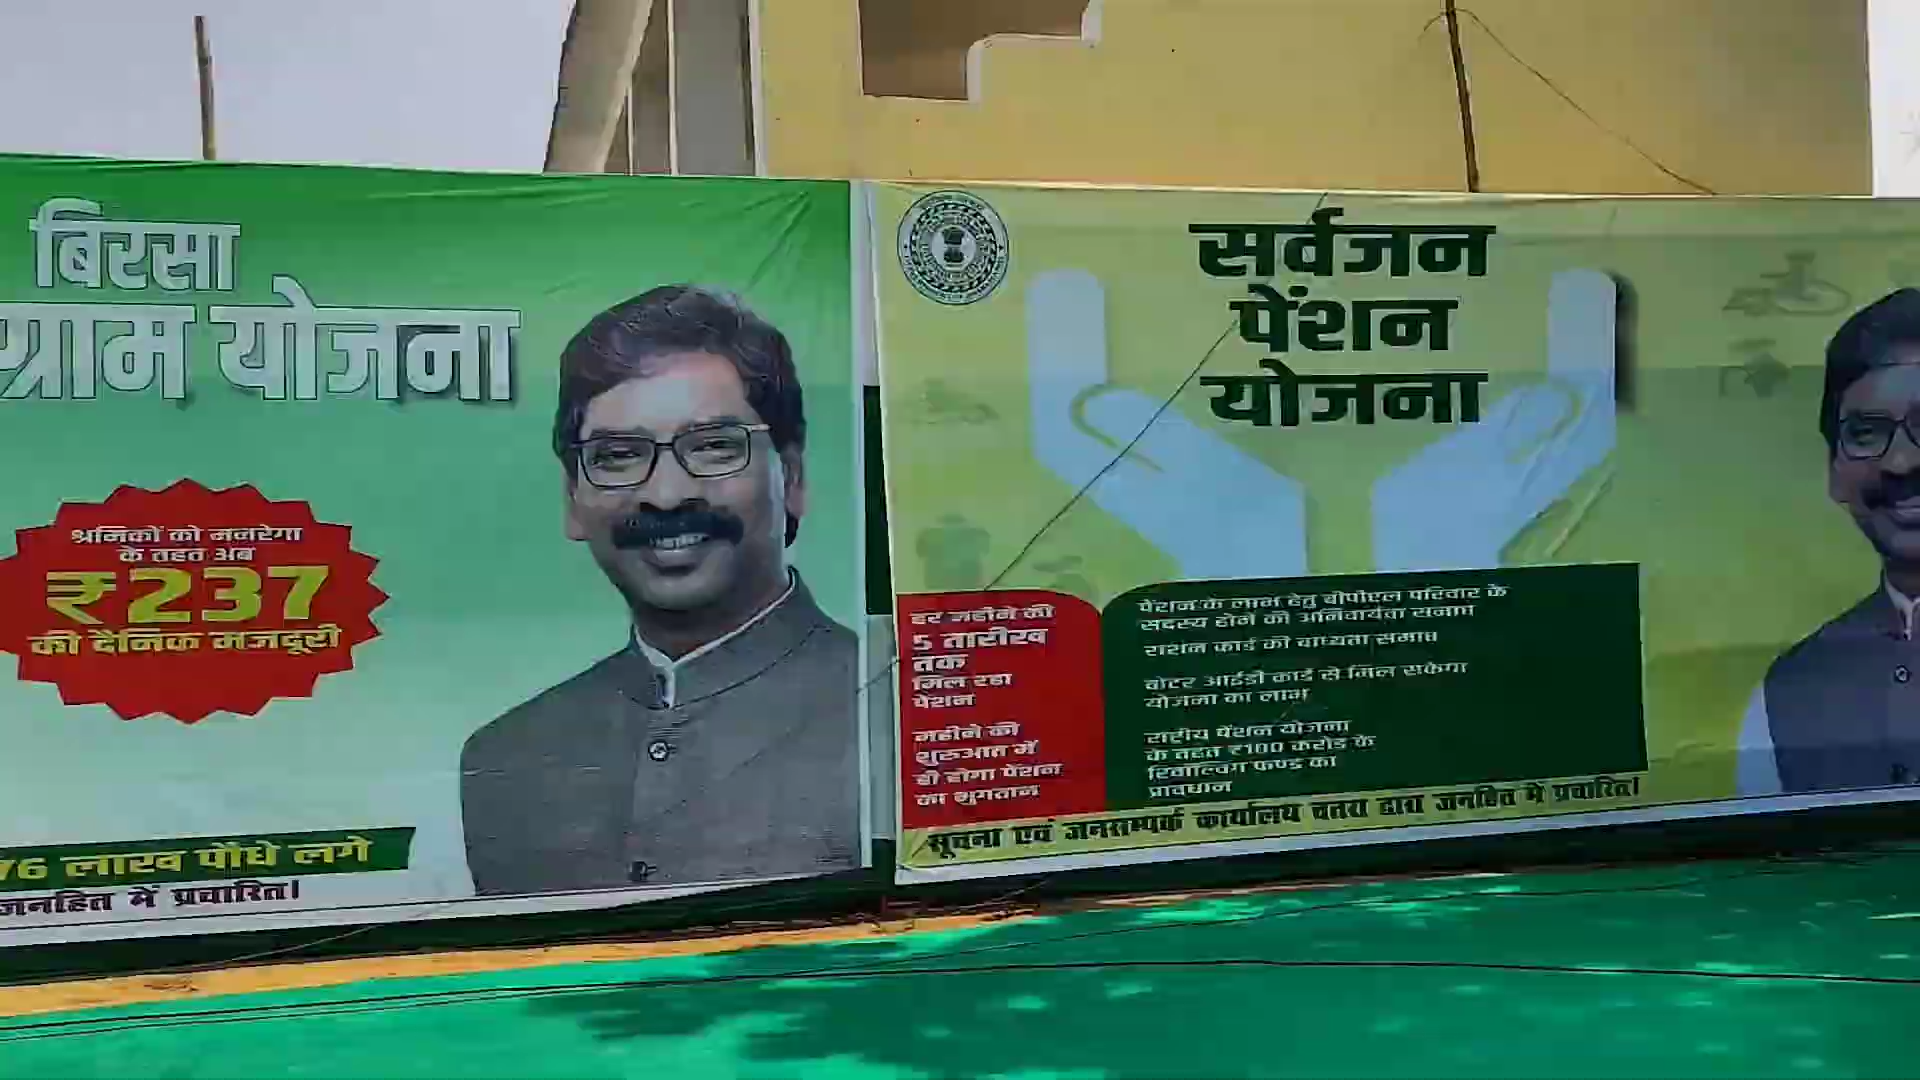 बिरसा
ग्राम योजना
श्रमिकों को मनरेगा
के तहत अब
₹237
की दैनिक मजदूरी
76 लाख पौधे लगे
जनहित में प्रचारित।
सर्वजन
पेंशन
योजना
हर महीने की
5 तारीख
तक
मिल रहा
पेंशन
महीने की
शुरुआत में
ही होगा पेंशन
का भुगतान
पेंशन के लाभ हेतु बीपीएल परिवार के
सदस्य होने की अनिवार्यता समाप्त
राशन कार्ड की बाध्यता समाप्त
वोटर आईडी कार्ड से मिल सकेगा
योजना का लाभ
पेंशन योजना
के तहत ₹100 करोड़ के
रिवॉल्विंग फण्ड का
प्रावधान
सूचना एवं जनसम्पर्क कार्यालय चतरा द्वारा जनहित में प्रचारित।